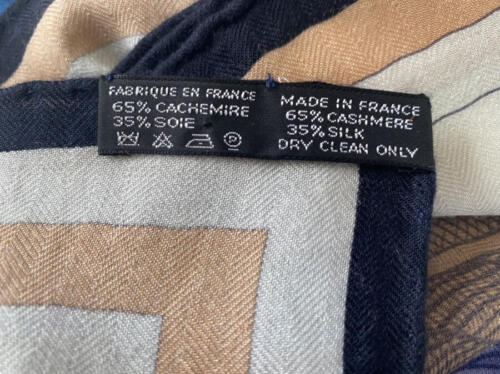 FABRIQUE EN FRANCE
65% CACHEMIRE
35% SOIE
MADE IN FRANCE
65% CASHMERE
35% SILK
DRY CLEAN ONLY